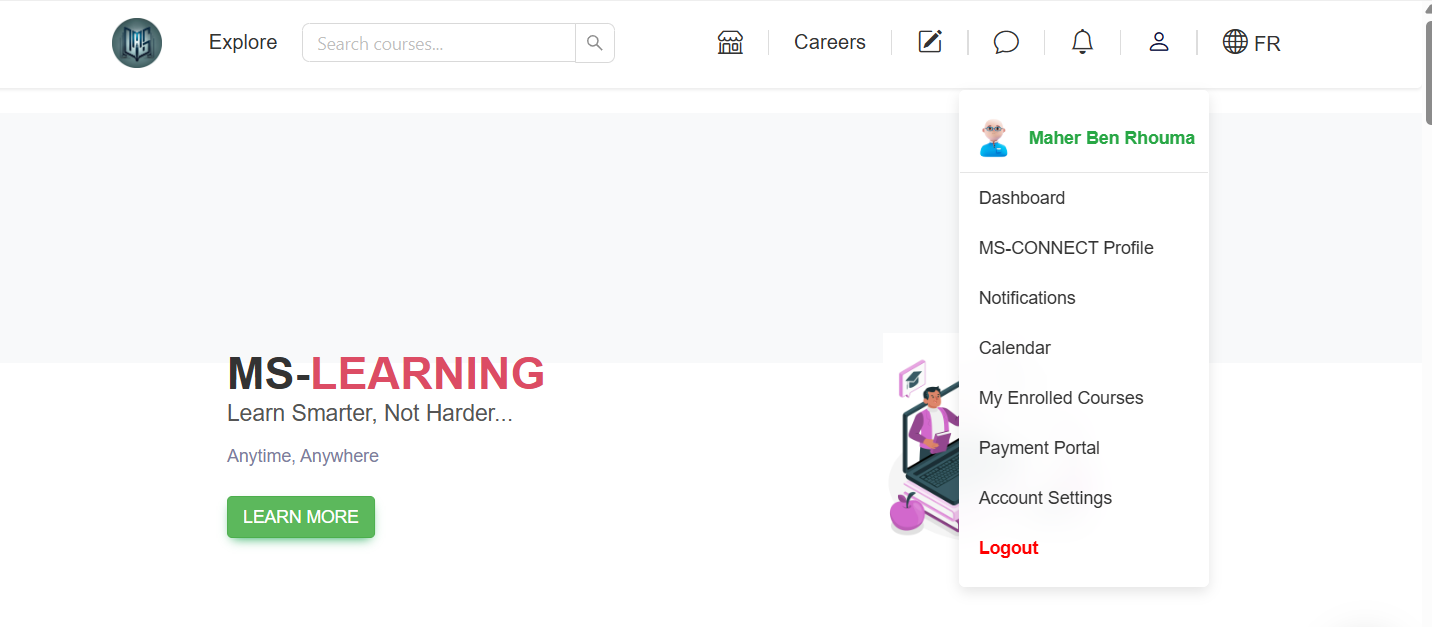 Explore
Search courses...
Careers
FR
Maher Ben Rhouma
Dashboard
MS-CONNECT Profile
Notifications
Calendar
My Enrolled Courses
Payment Portal
Account Settings
Logout
MS-LEARNING
Learn Smarter, Not Harder...
Anytime, Anywhere
LEARN MORE